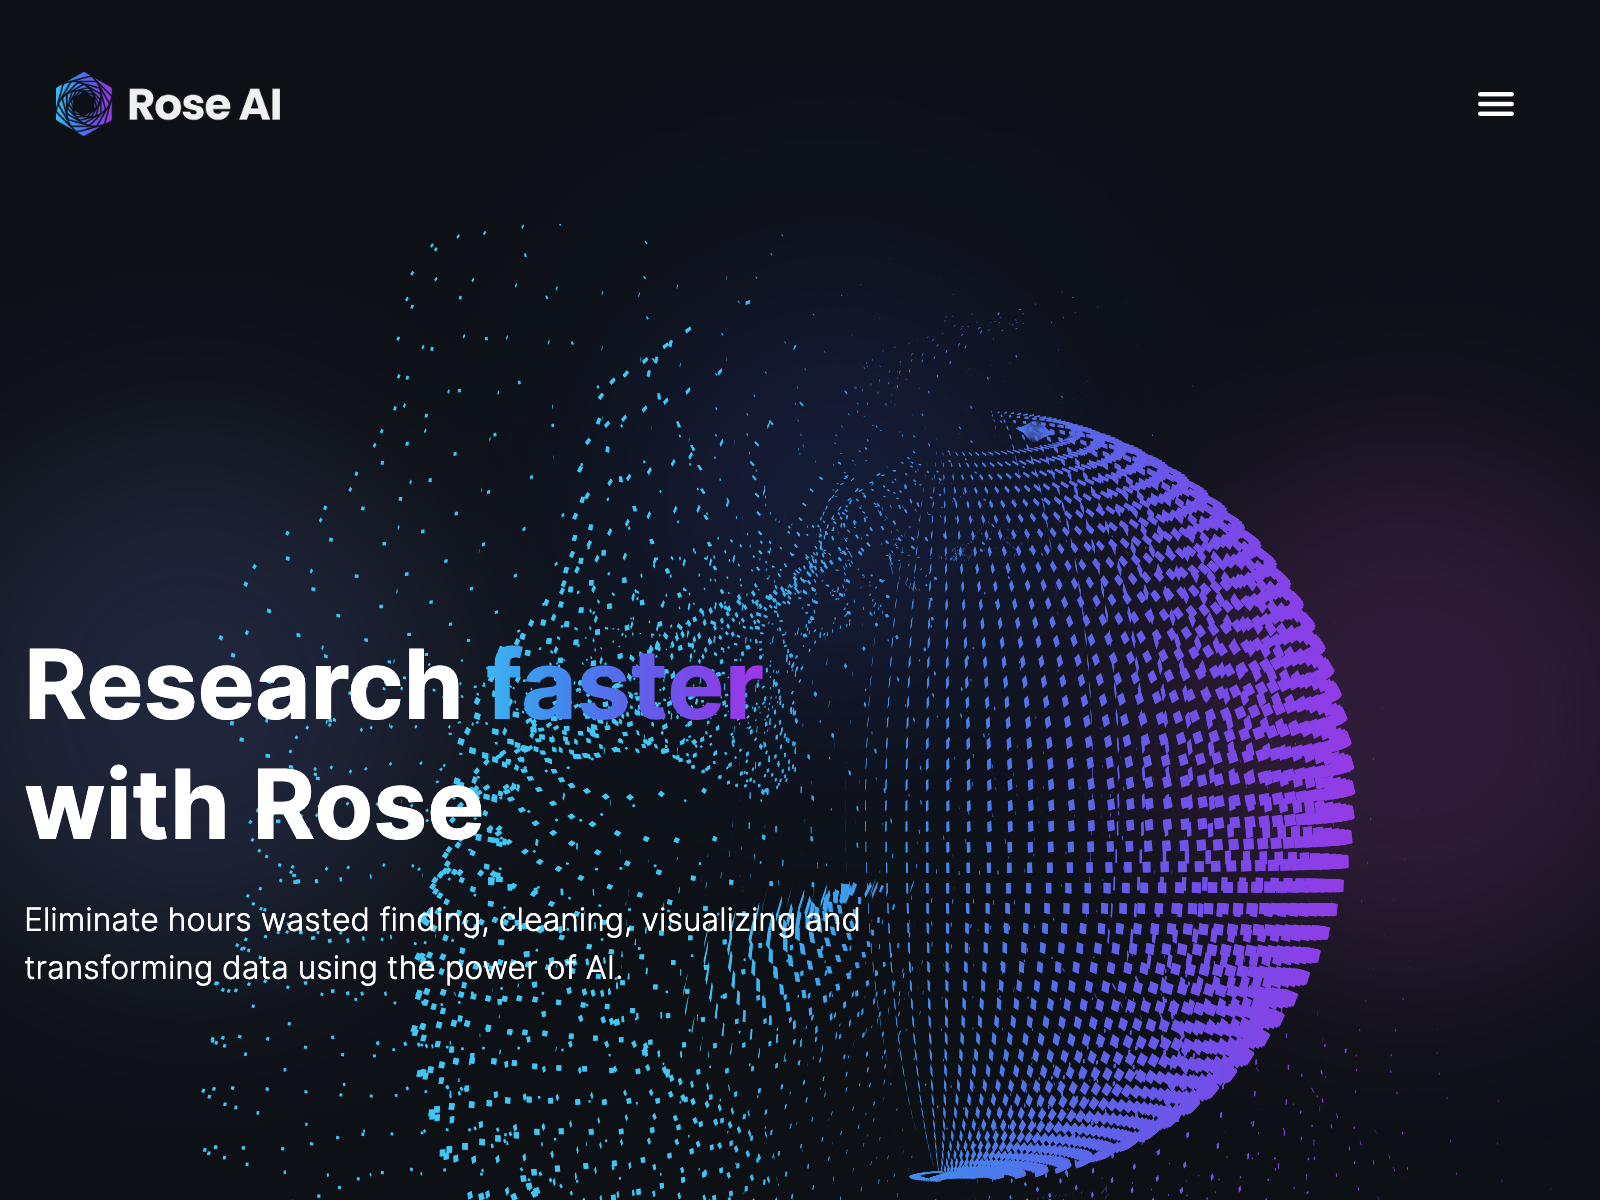 Rose AI
Research faster
with Rose
Eliminate hours wasted finding, cleaning, visualizing and
transforming data using the power of AI.